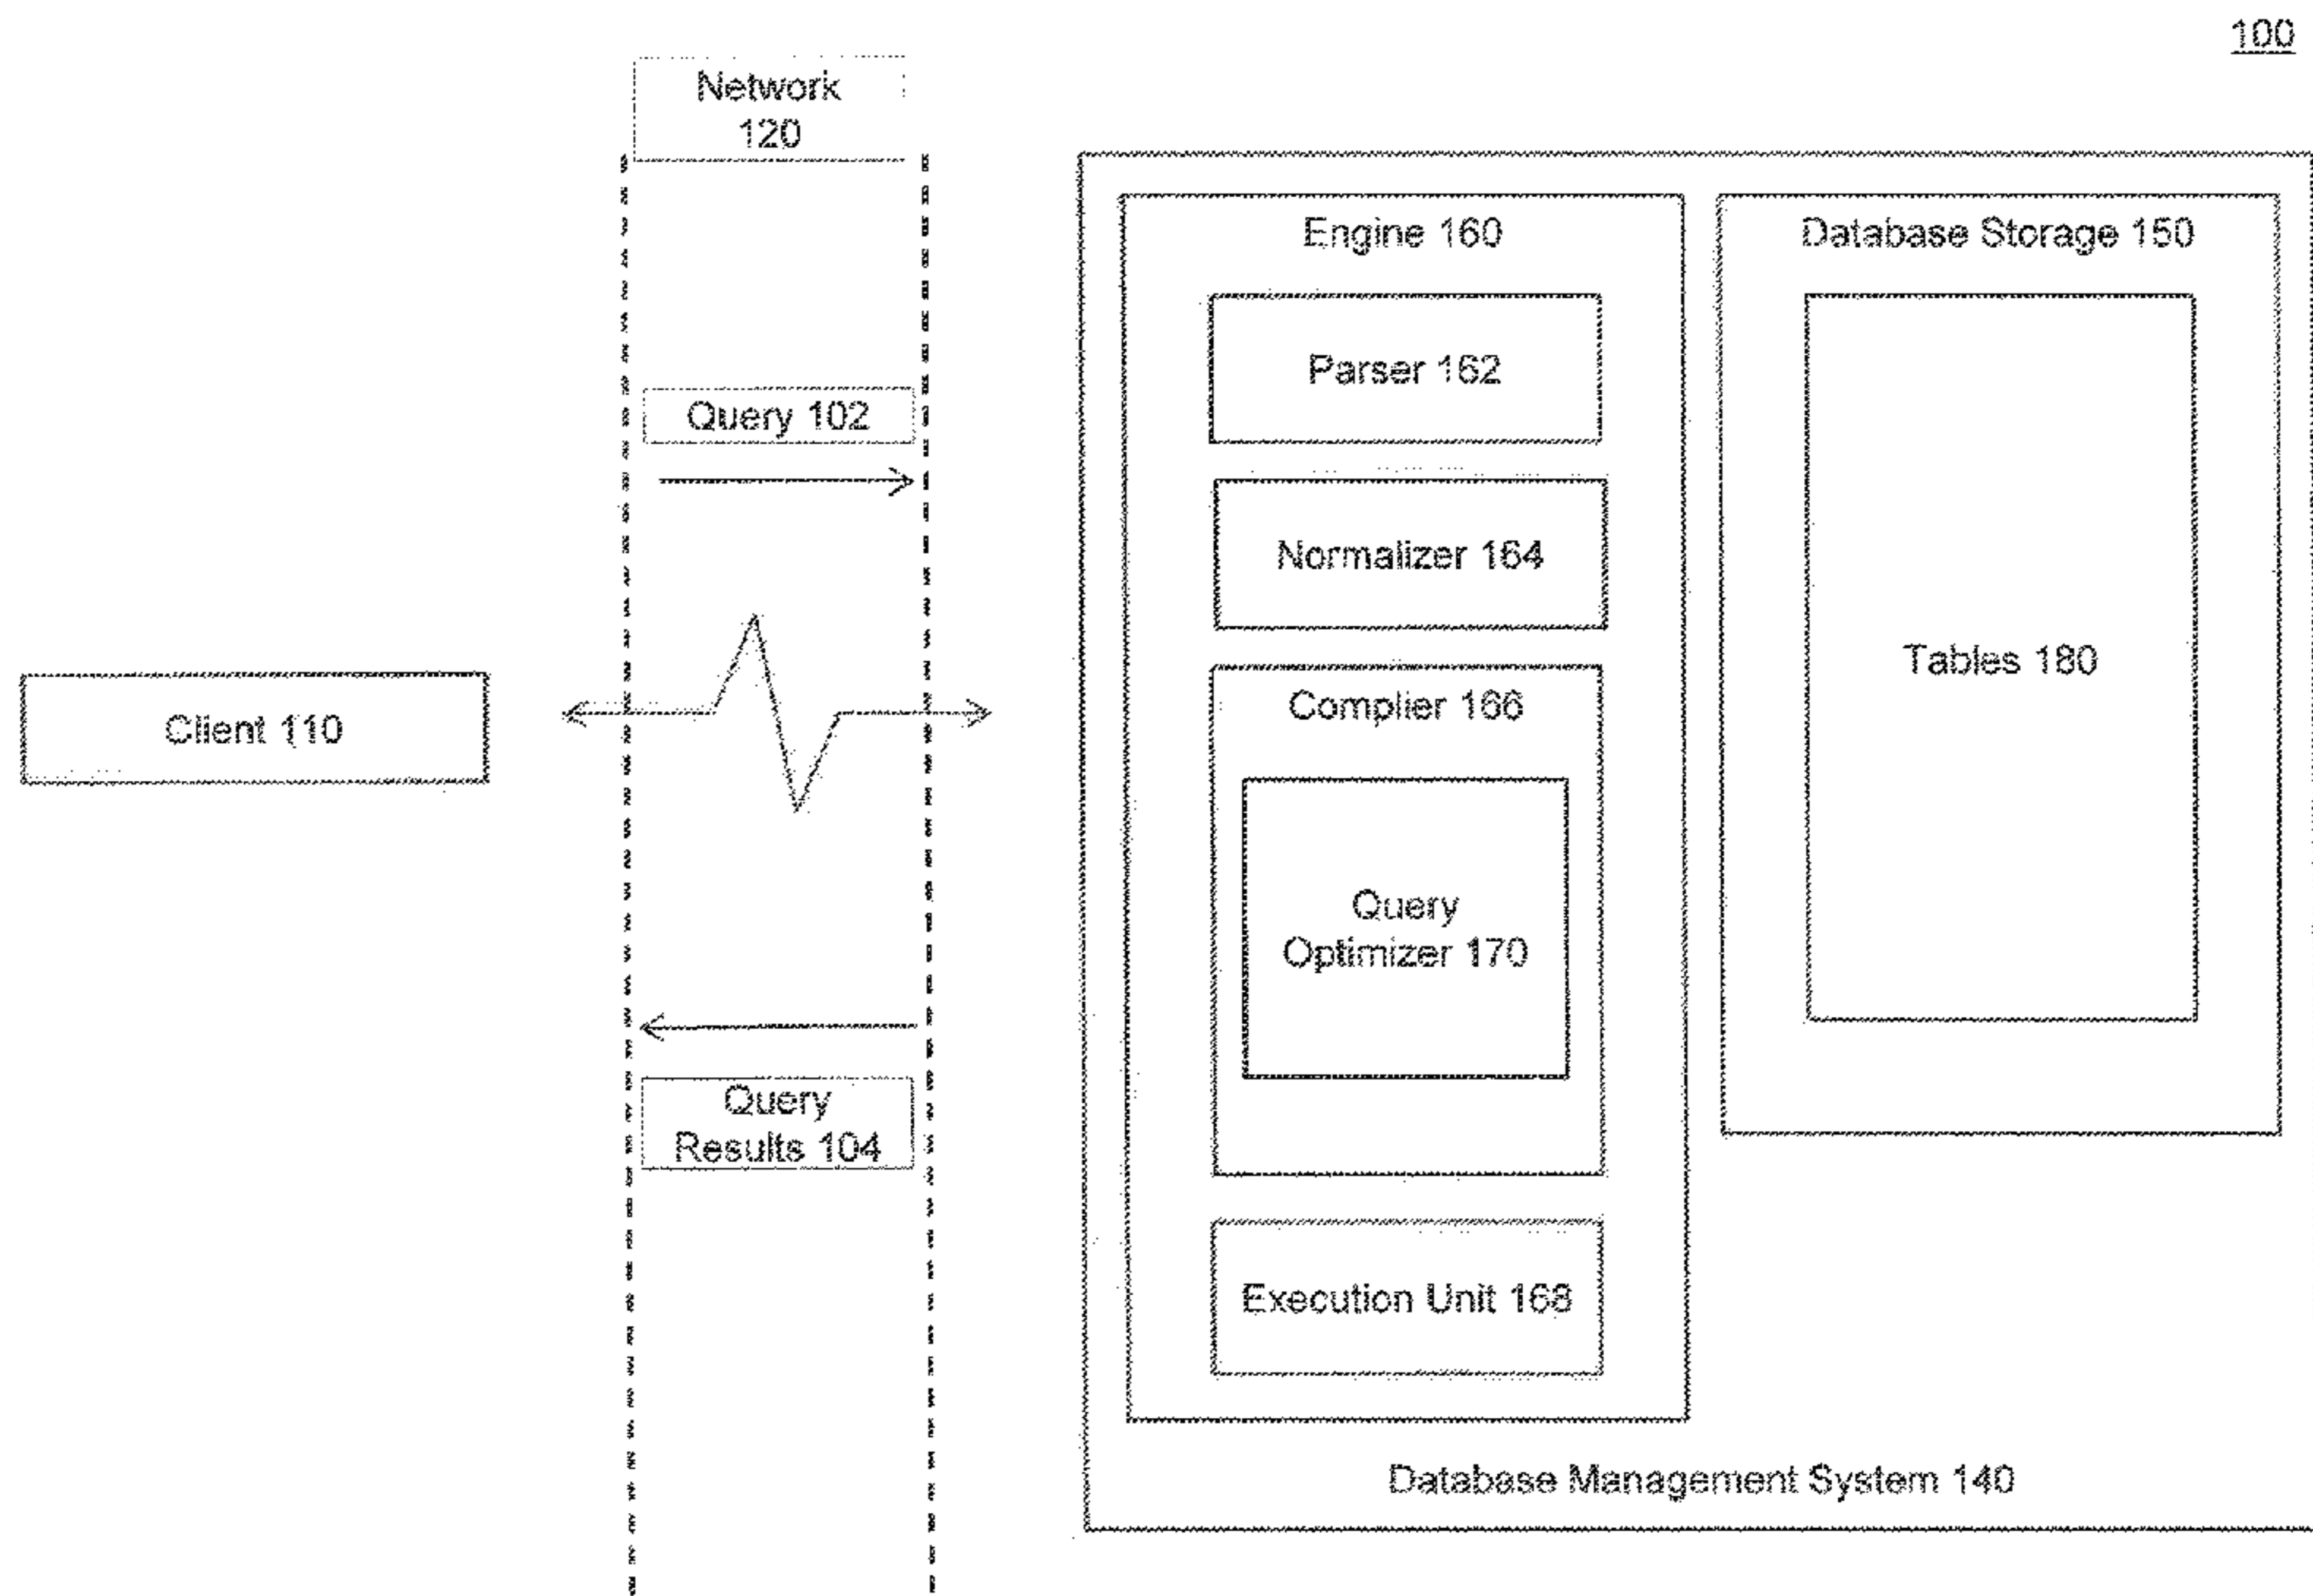 100
Network
120
Engine 160
Database Storage 150
Parser 162
Query 102
Normalizer 164
Tables 180
Complier 166
Client 110
Query
Optimizer 170
Query
Results 104
Execution Unit 168
Database Management System 140